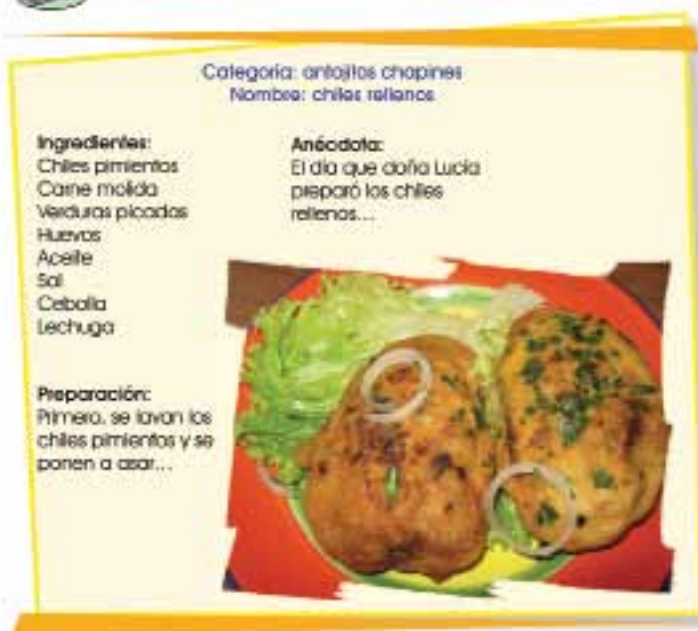 Categoría: antojitos chapines
Nombre: chiles rellenos
Ingredientes:
Chiles pimientos
Carne molida
Verduras picadas
Huevos
Aceite
Sal
Cebolla
Lechuga
Preparación:
Primero, se lavan los
chiles pimientos y se
ponen a asar...
Anécdota:
El día que doña Lucía
preparó los chiles
rellenos...